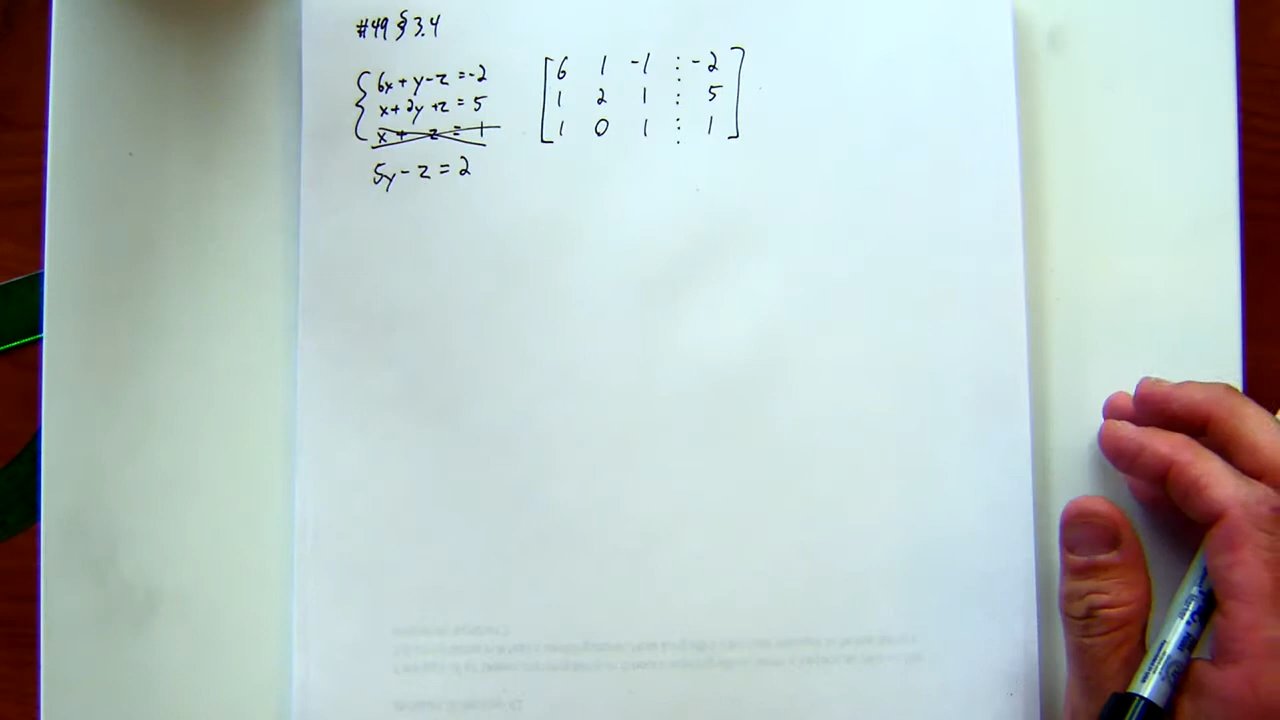 #49 § 3.4
6x + y - z = -2
x + 2y + z = 5
x + z = 1
5y - z = 2
6 1 -1 : -2
1 2 1 : 5
1 0 1 : 1